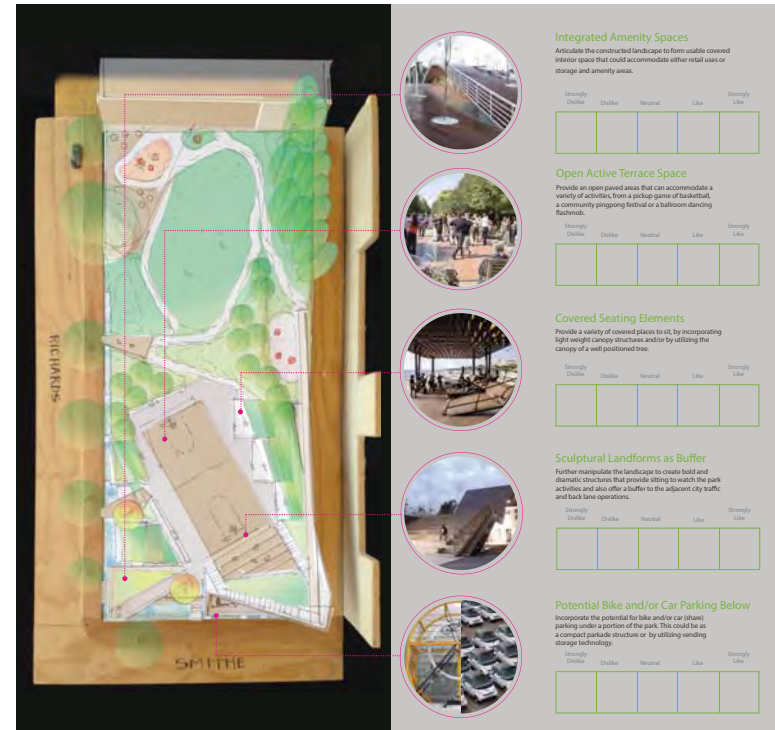 RICHARDS
SMITHE
Integrated Amenity Spaces
Articulate the constructed landscape to form usable covered
interior space that could accommodate either retail uses or
storage and amenity areas.
Strongly
Dislike
Dislike
Neutral
Like
Strongly
Like
Open Active Terrace Space
Provide an open paved areas that can accommodate a
variety of activities, from a pickup game of basketball,
a community pingpong festival or a ballroom dancing
flashmob.
Strongly
Dislike
Dislike
Neutral
Like
Strongly
Like
Covered Seating Elements
Provide a variety of covered places to sit, by incorporating
light weight canopy structures and/or by utilizing the
canopy of a well positioned tree.
Strongly
Dislike
Dislike
Neutral
Like
Strongly
Like
Sculptural Landforms as Buffer
Further manipulate the landscape to create bold and
dramatic structures that provide sitting to watch the park
activities and also offer a buffer to the adjacent city traffic
and back lane operations.
Strongly
Dislike
Dislike
Neutral
Like
Strongly
Like
Potential Bike and/or Car Parking Below
Incorporate the potential for bike and/or car (share)
parking under a portion of the park. This could be as
a compact parkade structure or by utilizing vending
storage technology.
Strongly
Dislike
Dislike
Neutral
Like
Strongly
Like